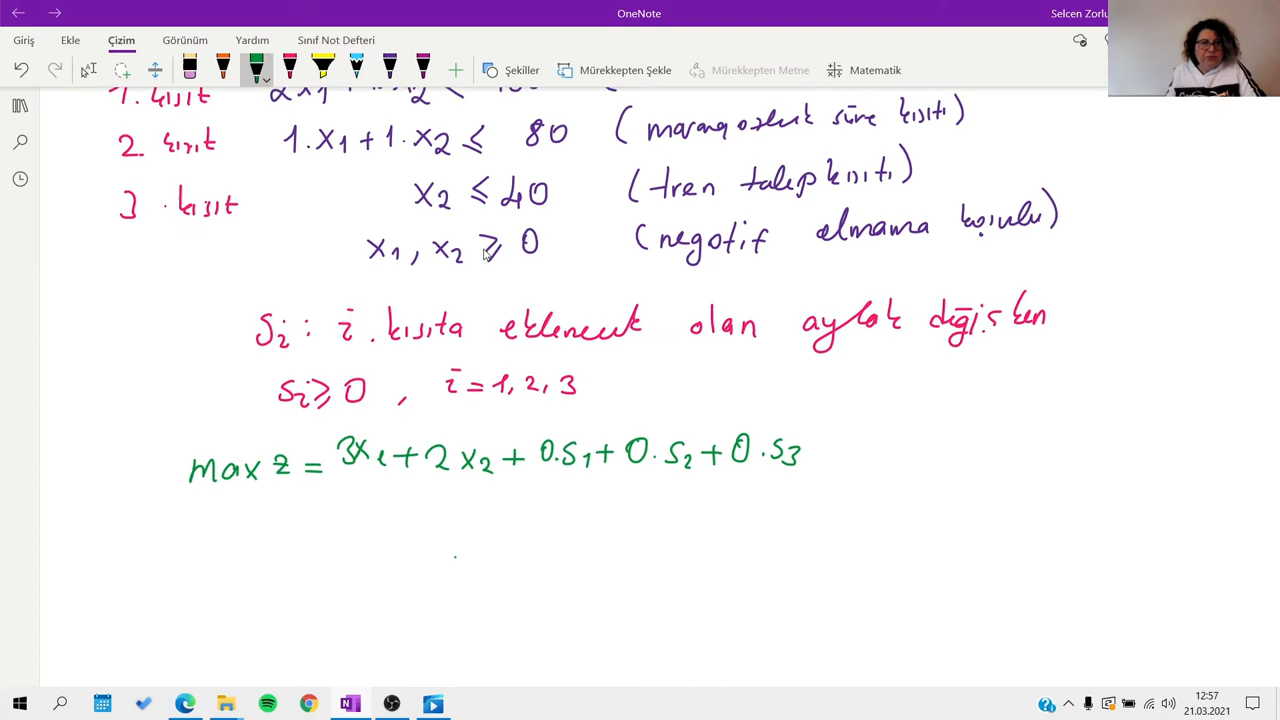 OneNote
Selcen Zorlu
Giriş Ekle Çizim Görünüm Yardım Sınıf Not Defteri
Şekiller Mürekkepten Şekle Mürekkepten Metne Matematik
1. kısıt
2. kısıt 1.x1+1.x2 ≤ 80 (marangozluk süre kısıtı)
3. kısıt x2 ≤ 40 (tren talep kısıtı)
x1, x2 ≥ 0 (negatif olmama koşulu)
Si: i. kısıta eklenecek olan aylak değişken
Si ≥ 0, i = 1, 2, 3
max z = 3x1 + 2x2 + 0.S1 + 0.S2 + 0.S3
12:57
21.03.2021